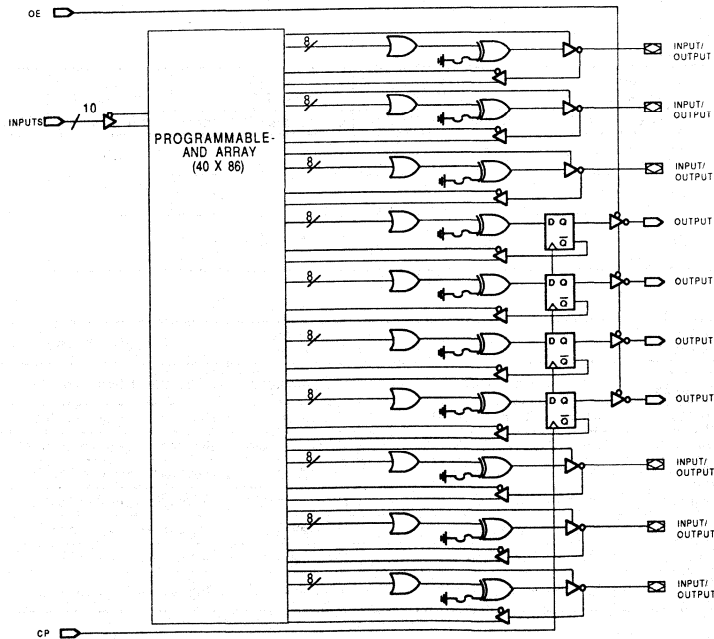 OE
8
INPUT/
OUTPUT
8
INPUT/
OUTPUT
10
INPUTS
PROGRAMMABLE-
AND ARRAY
(40 X 86)
8
INPUT/
OUTPUT
8
D Q
Q
OUTPUT
8
D Q
Q
OUTPUT
8
D Q
Q
OUTPUT
8
D Q
Q
OUTPUT
8
INPUT/
OUTPUT
8
INPUT/
OUTPUT
8
INPUT/
OUTPUT
CP